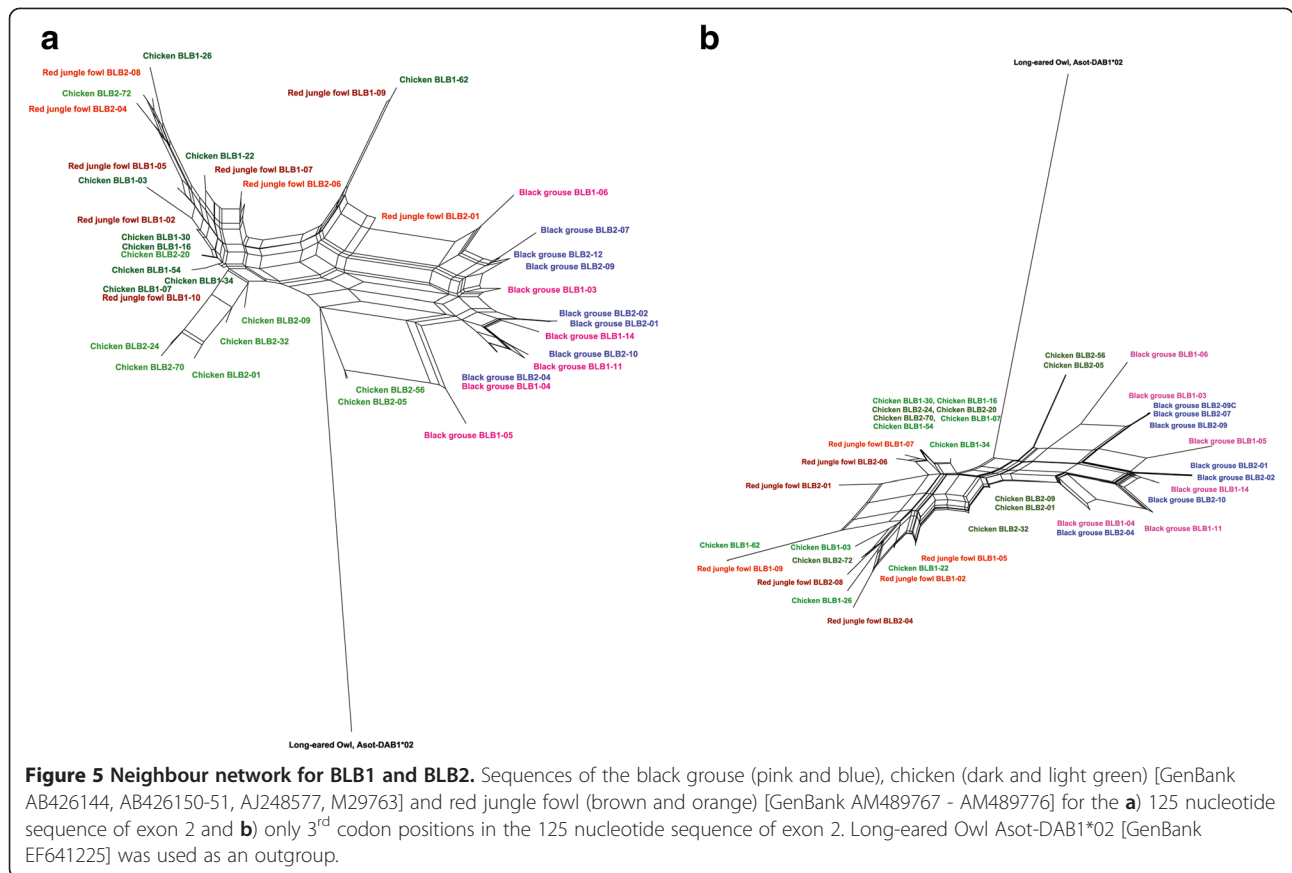 a
Chicken BLB1-26
Red jungle fowl BLB2-08
Chicken BLB2-72
Red jungle fowl BLB2-04
Chicken BLB1-62
Red jungle fowl BLB1-09
Chicken BLB1-22
Red jungle fowl BLB1-05
Red jungle fowl BLB1-07
Chicken BLB1-03
Red jungle fowl BLB2-06
Red jungle fowl BLB1-02
Red jungle fowl BLB2-01
Black grouse BLB1-06
Chicken BLB1-30
Chicken BLB1-16
Chicken BLB2-20
Black grouse BLB2-07
Black grouse BLB2-12
Black grouse BLB2-09
Chicken BLB1-54
Chicken BLB1-34
Chicken BLB1-07
Red jungle fowl BLB1-10
Black grouse BLB1-03
Black grouse BLB2-02
Black grouse BLB2-01
Chicken BLB2-09
Black grouse BLB1-14
Chicken BLB2-24
Chicken BLB2-32
Black grouse BLB2-10
Chicken BLB2-70
Black grouse BLB1-11
Chicken BLB2-01
Black grouse BLB2-04
Black grouse BLB1-04
Chicken BLB2-56
Chicken BLB2-05
Black grouse BLB1-05
Long-eared Owl, Asot-DAB1*02
b
Long-eared Owl, Asot-DAB1*02
Chicken BLB2-56
Chicken BLB2-05
Black grouse BLB1-06
Chicken BLB1-30, Chicken BLB1-16
Chicken BLB2-24, Chicken BLB2-20
Chicken BLB2-70, Chicken BLB1-07
Chicken BLB1-54
Black grouse BLB1-03
Black grouse BLB2-09C
Black grouse BLB2-07
Black grouse BLB2-09
Red jungle fowl BLB1-07
Chicken BLB1-34
Black grouse BLB1-05
Red jungle fowl BLB2-06
Black grouse BLB2-01
Black grouse BLB2-02
Red jungle fowl BLB2-01
Black grouse BLB1-14
Black grouse BLB2-10
Chicken BLB2-09
Chicken BLB2-01
Chicken BLB2-32
Black grouse BLB1-04
Black grouse BLB2-04
Black grouse BLB1-11
Chicken BLB1-62
Chicken BLB1-03
Chicken BLB2-72
Red jungle fowl BLB1-09
Red jungle fowl BLB1-05
Chicken BLB1-22
Red jungle fowl BLB2-08
Red jungle fowl BLB1-02
Chicken BLB1-26
Red jungle fowl BLB2-04
Figure 5 Neighbour network for BLB1 and BLB2. Sequences of the black grouse (pink and blue), chicken (dark and light green) [GenBank
AB426144, AB426150-51, AJ248577, M29763] and red jungle fowl (brown and orange) [GenBank AM489767 - AM489776] for the a) 125 nucleotide
sequence of exon 2 and b) only 3rd codon positions in the 125 nucleotide sequence of exon 2. Long-eared Owl Asot-DAB1*02 [GenBank
EF641225] was used as an outgroup.